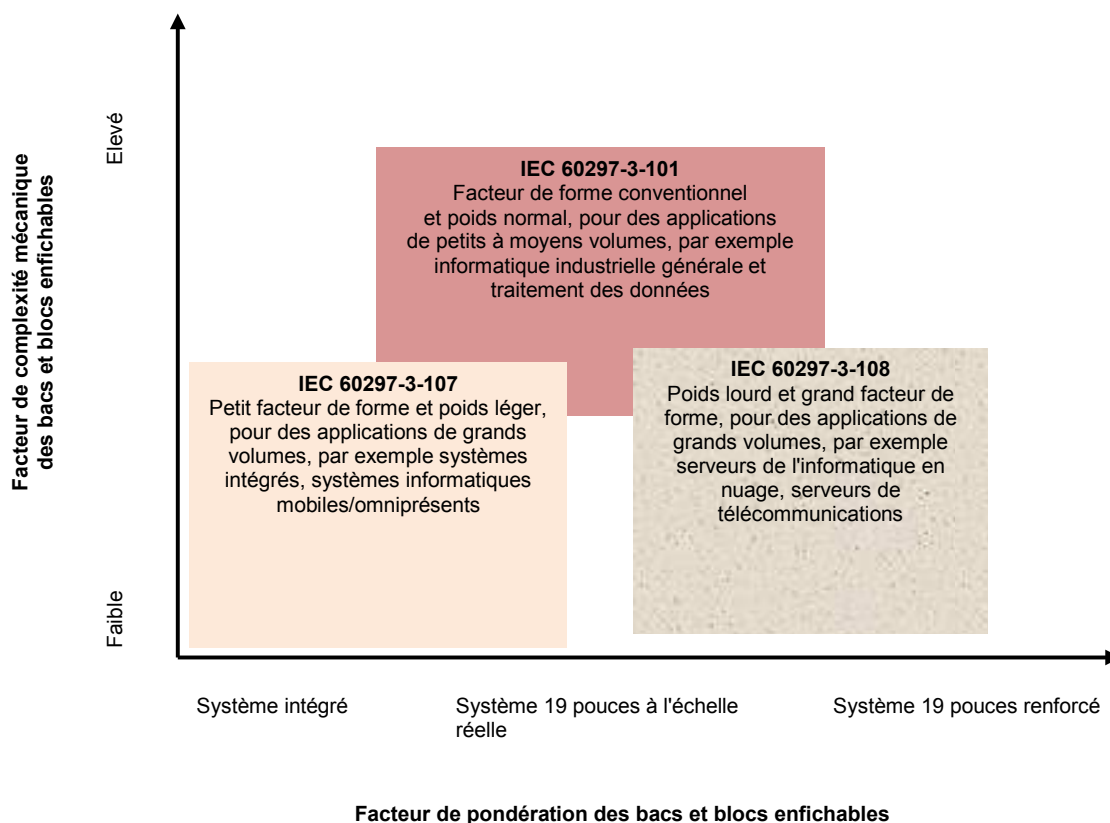 Facteur de complexité mécanique
des bacs et blocs enfichables
Elevé
Faible
IEC 60297-3-101
Facteur de forme conventionnel
et poids normal, pour des applications
de petits à moyens volumes, par exemple
informatique industrielle générale et
traitement des données
IEC 60297-3-107
Petit facteur de forme et poids léger,
pour des applications de grands
volumes, par exemple systèmes
intégrés, systèmes informatiques
mobiles/omniprésents
IEC 60297-3-108
Poids lourd et grand facteur de
forme, pour des applications de
grands volumes, par exemple
serveurs de l'informatique en
nuage, serveurs de
télécommunications
Système intégré
Système 19 pouces à l'échelle
réelle
Système 19 pouces renforcé
Facteur de pondération des bacs et blocs enfichables